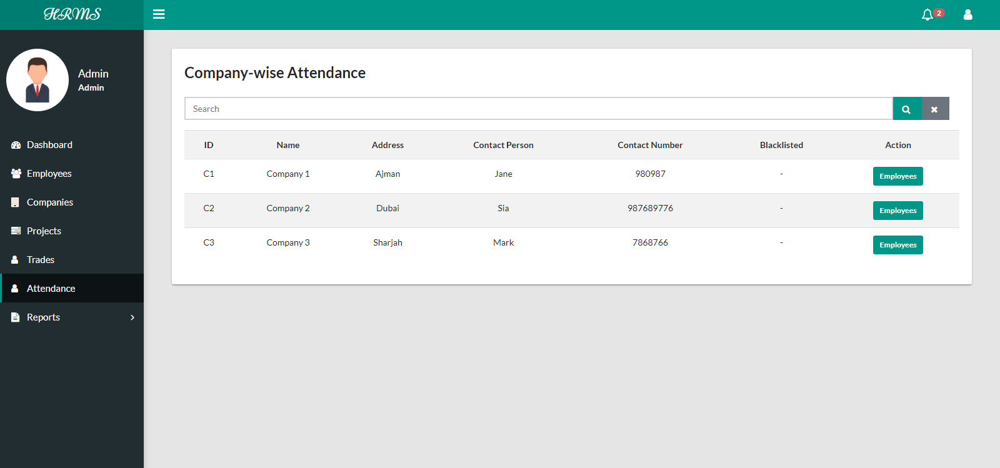 HRMS
2
Admin
Admin
Dashboard
Employees
Companies
Projects
Trades
Attendance
Reports
Company-wise Attendance
Search
ID Name Address Contact Person Contact Number Blacklisted Action
C1 Company 1 Ajman Jane 980987 - Employees
C2 Company 2 Dubai Sia 987689776 - Employees
C3 Company 3 Sharjah Mark 7868766 - Employees